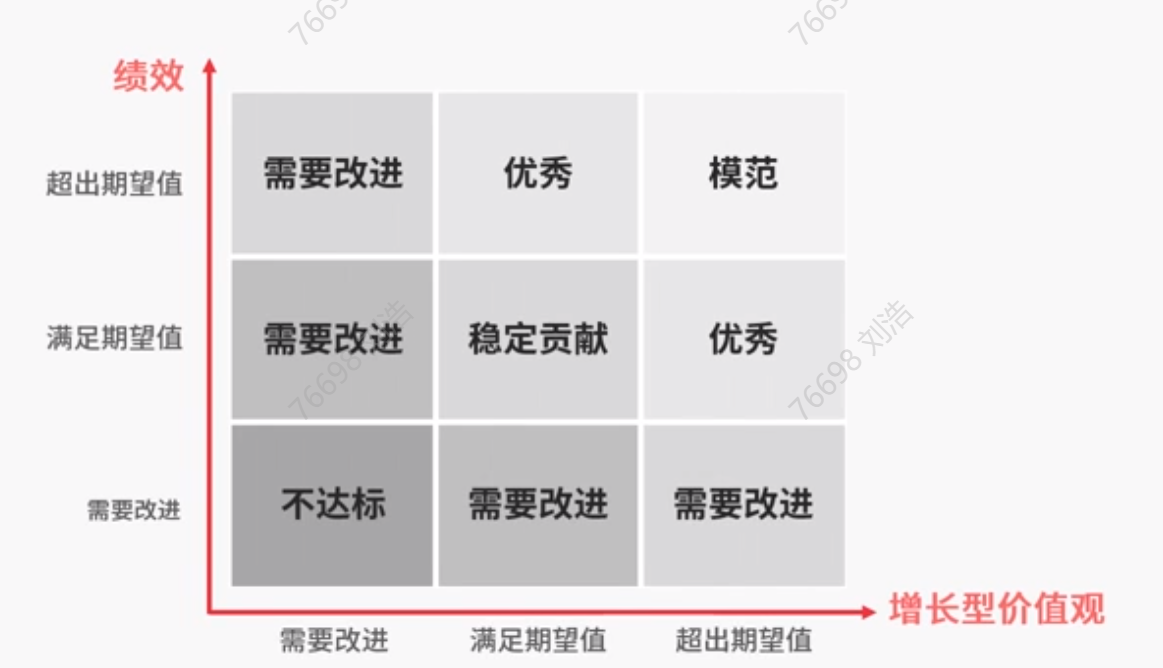 绩效
超出期望值
需要改进
优秀
模范
满足期望值
需要改进
稳定贡献
优秀
需要改进
不达标
需要改进
需要改进
增长型价值观
需要改进
满足期望值
超出期望值
7669
7669
76698 刘浩
76698 刘浩